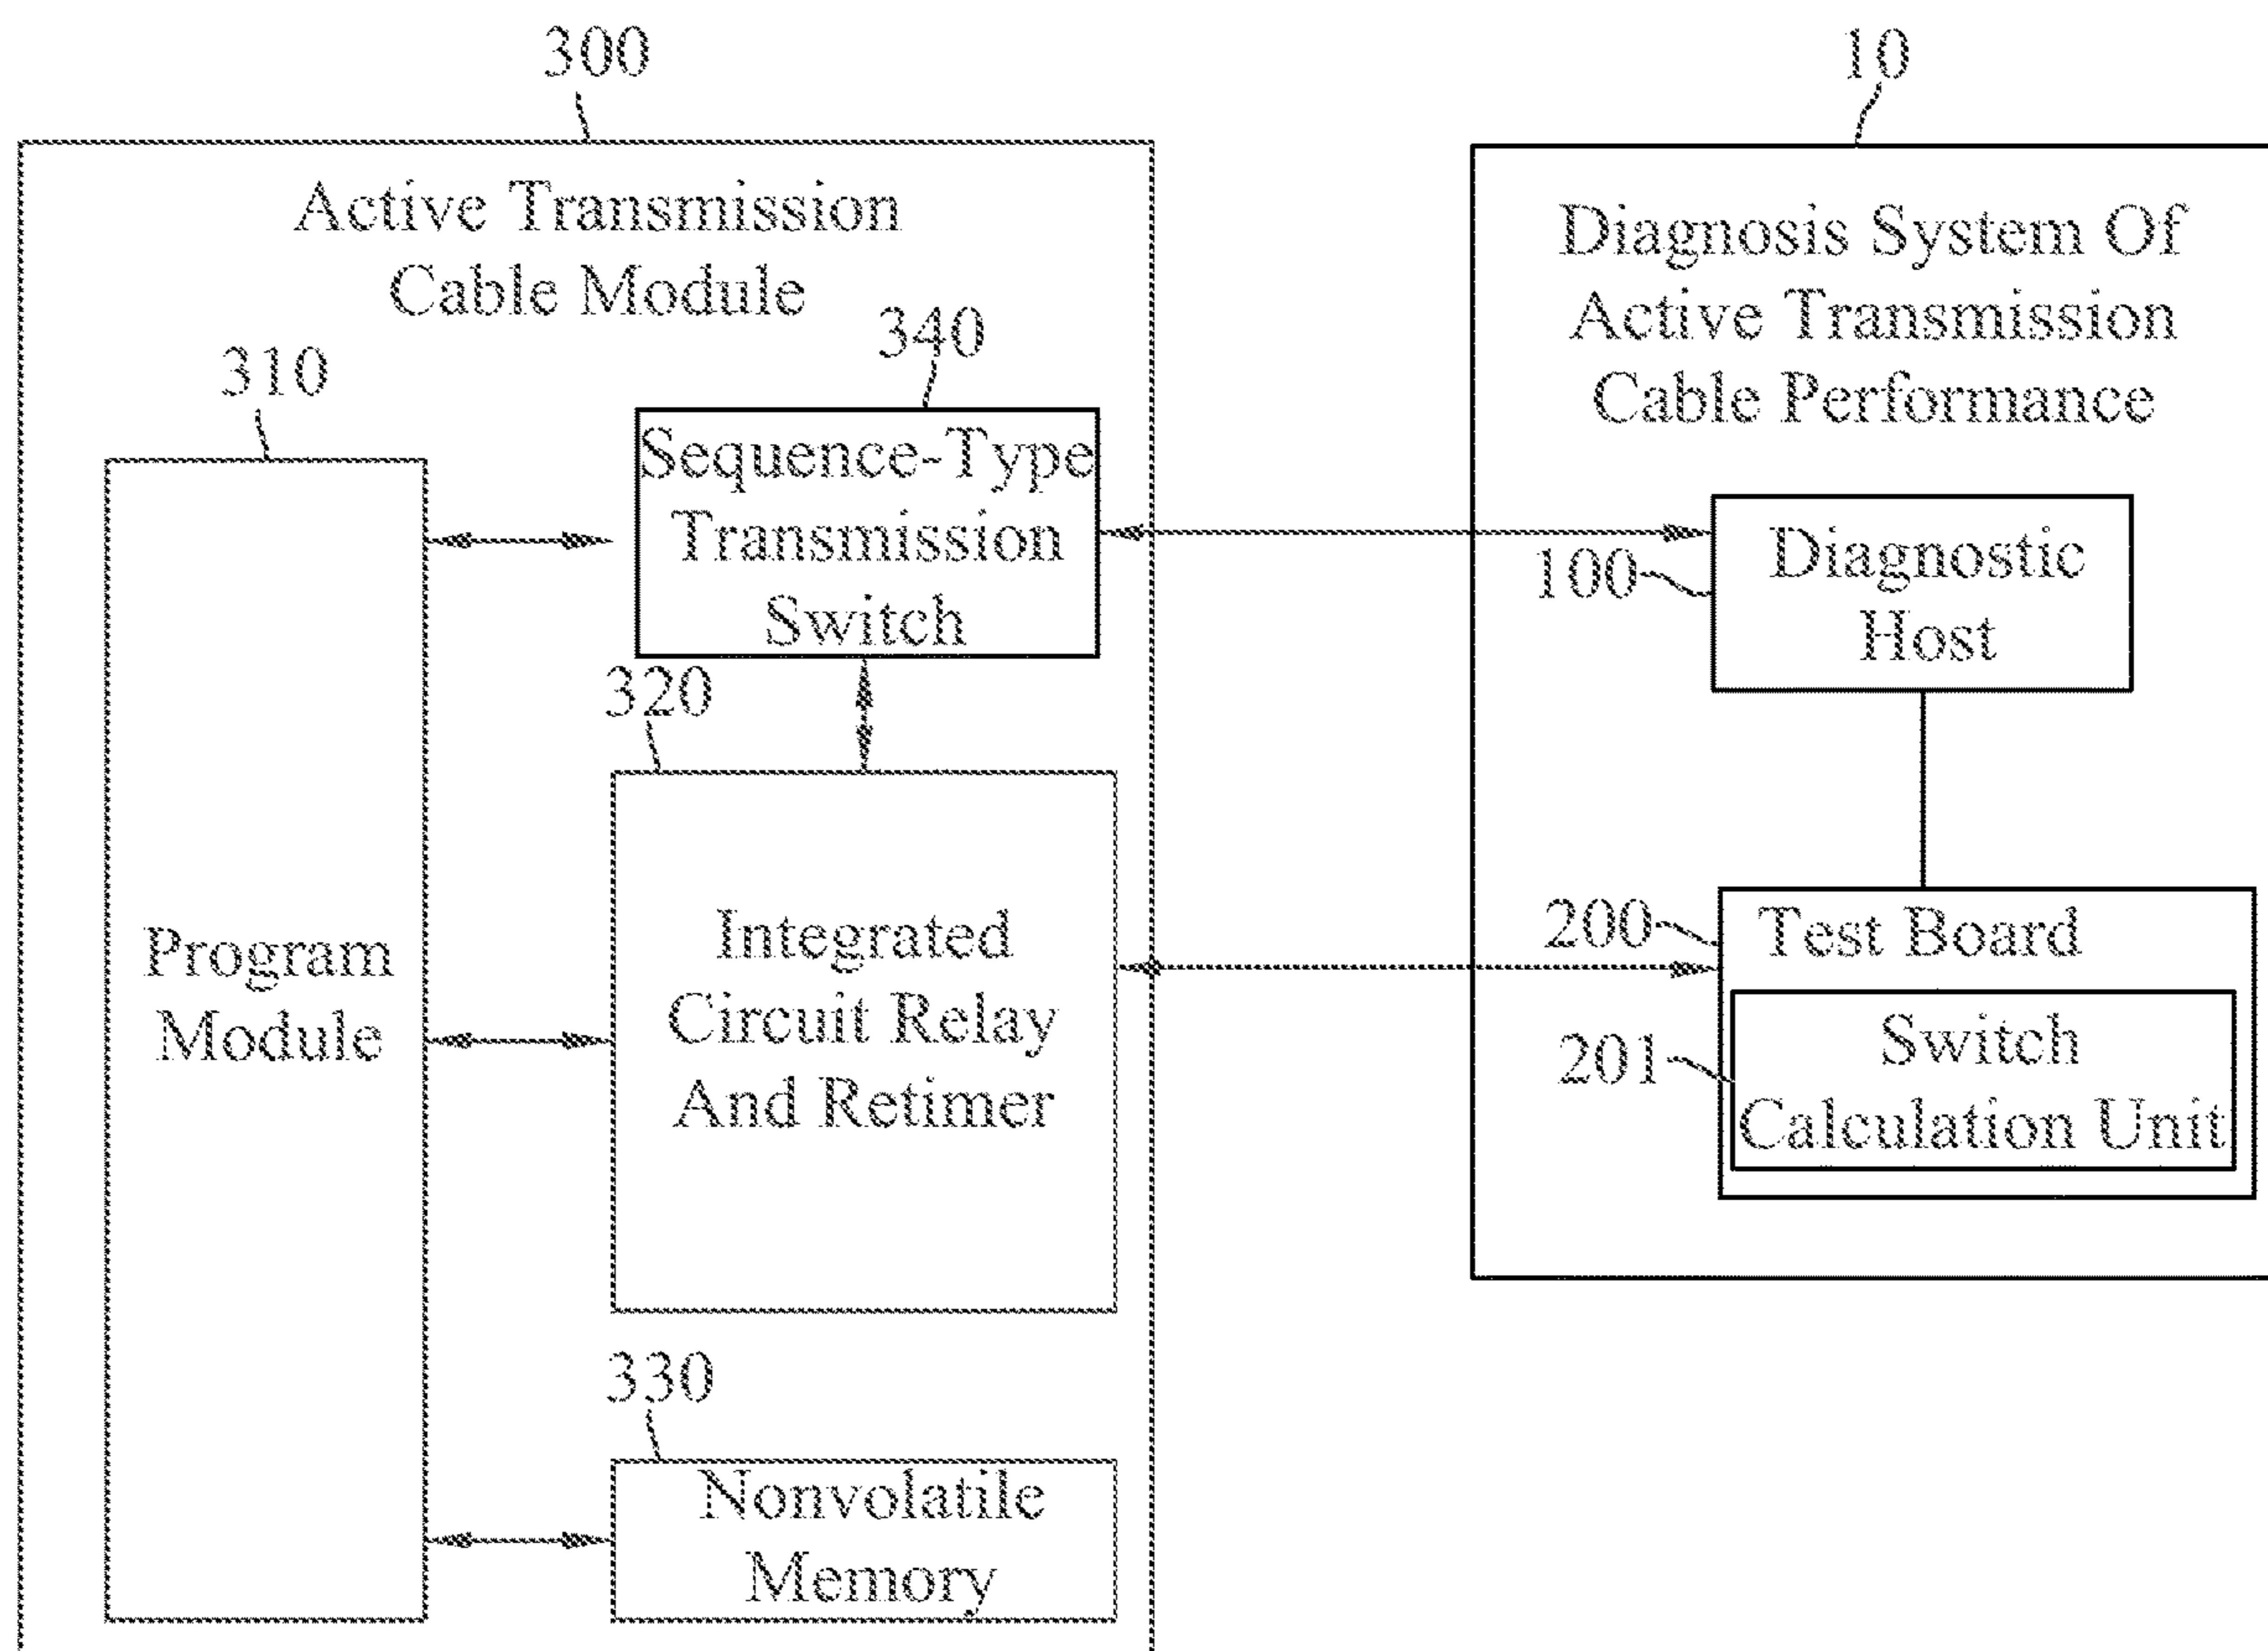 300
Active Transmission
Cable Module
310
340
Sequence-Type
Transmission
Switch
320
Program
Module
Integrated
Circuit Relay
And Retimer
330
Nonvolatile
Memory
10
Diagnosis System Of
Active Transmission
Cable Performance
100
Diagnostic
Host
200
Test Board
201
Switch
Calculation Unit